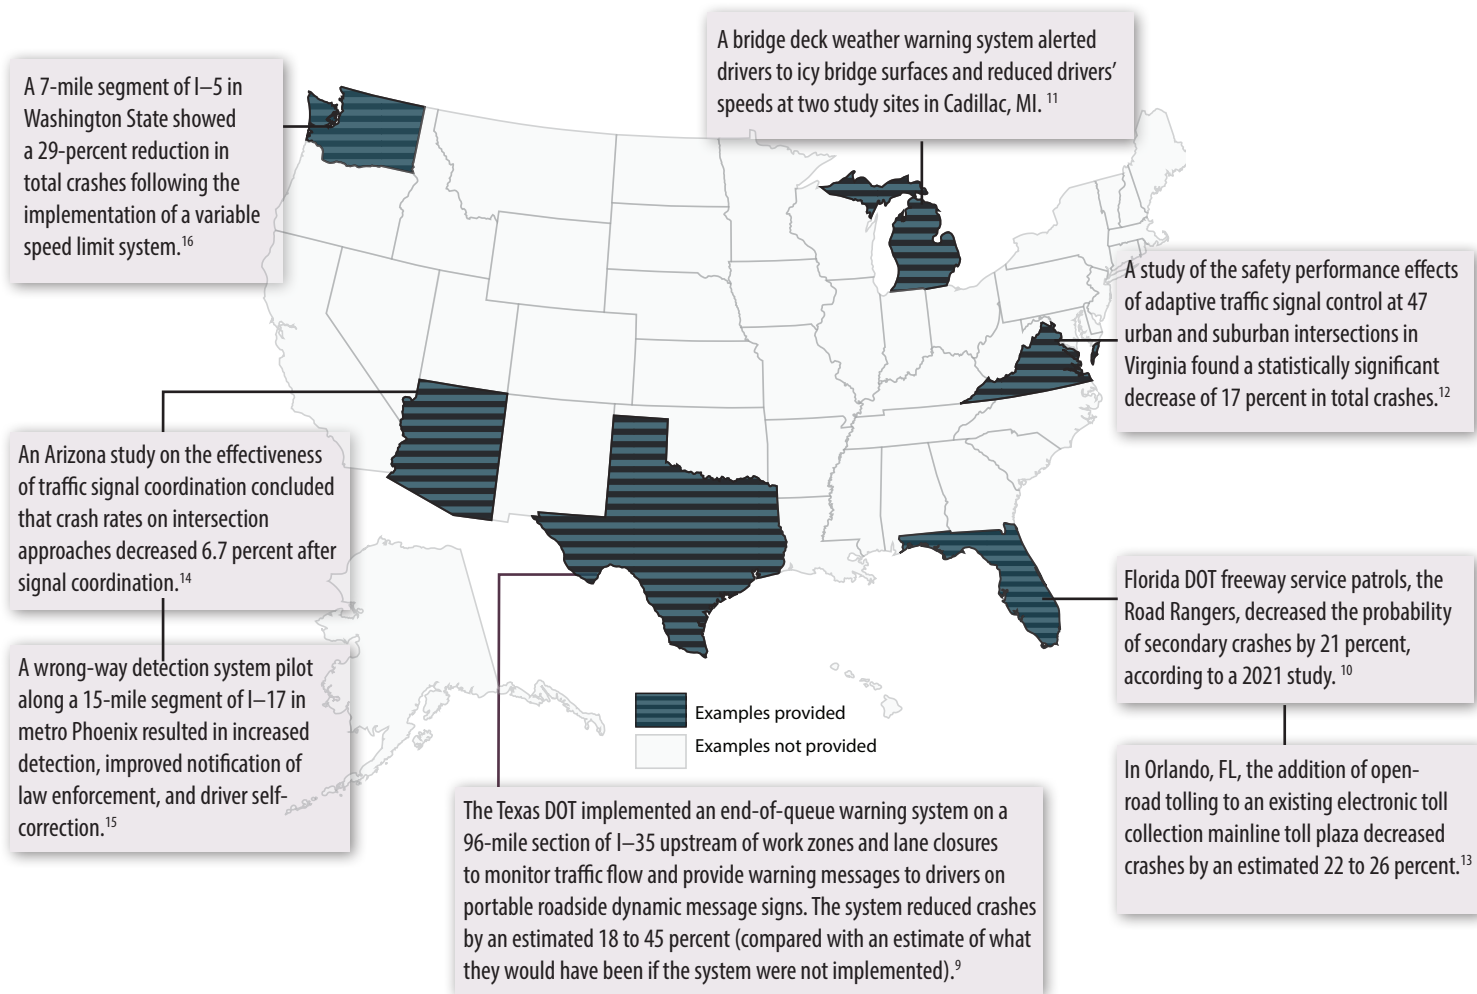 A bridge deck weather warning system alerted
drivers to icy bridge surfaces and reduced drivers’
speeds at two study sites in Cadillac, MI. 11
A 7-mile segment of I–5 in
Washington State showed
a 29-percent reduction in
total crashes following the
implementation of a variable
speed limit system.16
A study of the safety performance effects
of adaptive traffic signal control at 47
urban and suburban intersections in
Virginia found a statistically significant
decrease of 17 percent in total crashes.12
An Arizona study on the effectiveness
of traffic signal coordination concluded
that crash rates on intersection
approaches decreased 6.7 percent after
signal coordination.14
Florida DOT freeway service patrols, the
Road Rangers, decreased the probability
of secondary crashes by 21 percent,
according to a 2021 study. 10
A wrong-way detection system pilot
along a 15-mile segment of I–17 in
metro Phoenix resulted in increased
detection, improved notification of
law enforcement, and driver self-
correction.15
Examples provided
Examples not provided
In Orlando, FL, the addition of open-
road tolling to an existing electronic toll
collection mainline toll plaza decreased
crashes by an estimated 22 to 26 percent.13
The Texas DOT implemented an end-of-queue warning system on a
96-mile section of I–35 upstream of work zones and lane closures
to monitor traffic flow and provide warning messages to drivers on
portable roadside dynamic message signs. The system reduced crashes
by an estimated 18 to 45 percent (compared with an estimate of what
they would have been if the system were not implemented).9